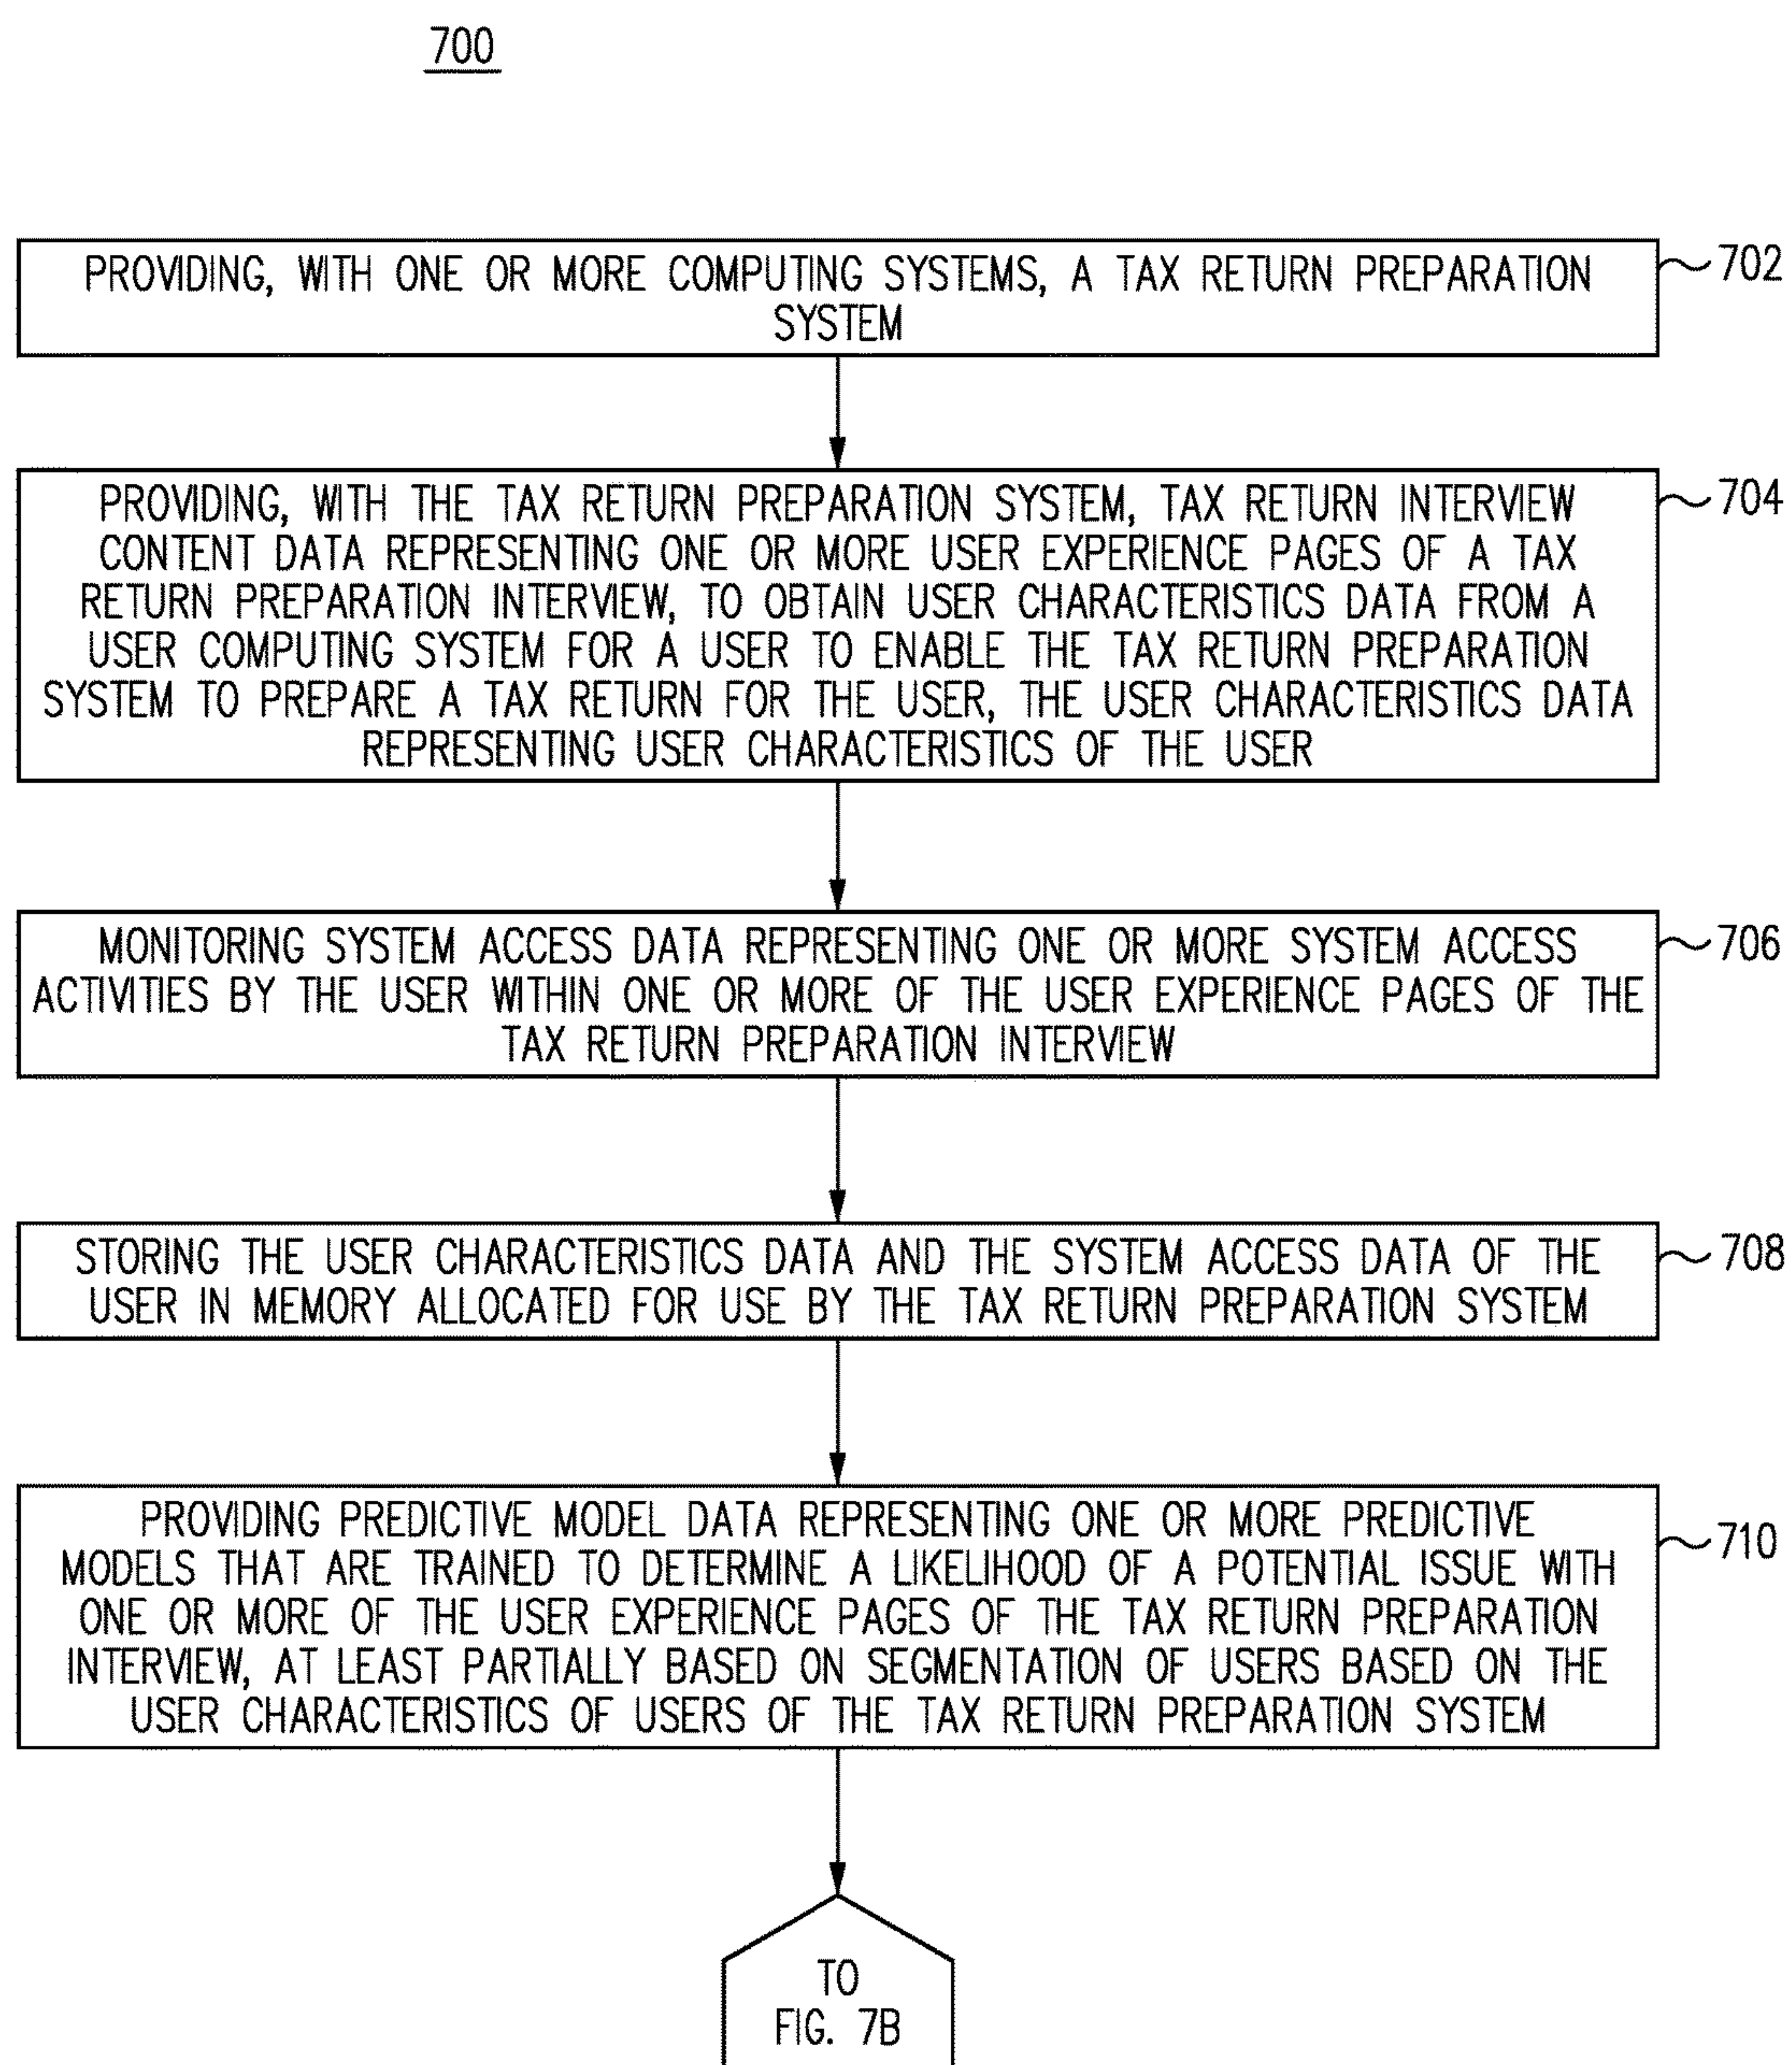 700
PROVIDING, WITH ONE OR MORE COMPUTING SYSTEMS, A TAX RETURN PREPARATION
SYSTEM
702
PROVIDING, WITH THE TAX RETURN PREPARATION SYSTEM, TAX RETURN INTERVIEW
CONTENT DATA REPRESENTING ONE OR MORE USER EXPERIENCE PAGES OF A TAX
RETURN PREPARATION INTERVIEW, TO OBTAIN USER CHARACTERISTICS DATA FROM A
USER COMPUTING SYSTEM FOR A USER TO ENABLE THE TAX RETURN PREPARATION
SYSTEM TO PREPARE A TAX RETURN FOR THE USER, THE USER CHARACTERISTICS DATA
REPRESENTING USER CHARACTERISTICS OF THE USER
704
MONITORING SYSTEM ACCESS DATA REPRESENTING ONE OR MORE SYSTEM ACCESS
ACTIVITIES BY THE USER WITHIN ONE OR MORE OF THE USER EXPERIENCE PAGES OF THE
TAX RETURN PREPARATION INTERVIEW
706
STORING THE USER CHARACTERISTICS DATA AND THE SYSTEM ACCESS DATA OF THE
USER IN MEMORY ALLOCATED FOR USE BY THE TAX RETURN PREPARATION SYSTEM
708
PROVIDING PREDICTIVE MODEL DATA REPRESENTING ONE OR MORE PREDICTIVE
MODELS THAT ARE TRAINED TO DETERMINE A LIKELIHOOD OF A POTENTIAL ISSUE WITH
ONE OR MORE OF THE USER EXPERIENCE PAGES OF THE TAX RETURN PREPARATION
INTERVIEW, AT LEAST PARTIALLY BASED ON SEGMENTATION OF USERS BASED ON THE
USER CHARACTERISTICS OF USERS OF THE TAX RETURN PREPARATION SYSTEM
710
TO
FIG. 7B